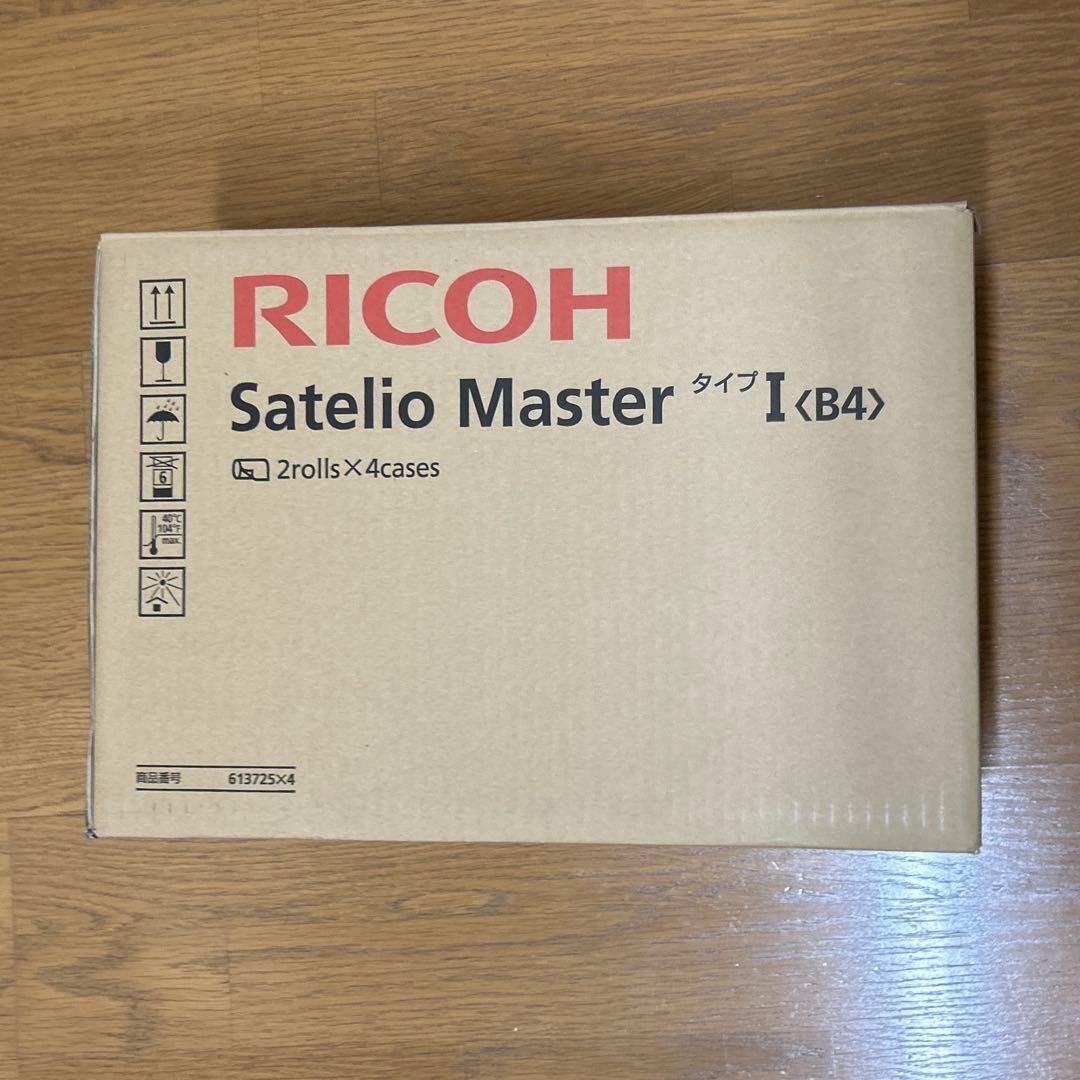 RICOH
Satelio Master タイプ I〈B4〉
2rolls×4cases
6
40℃
104°F
max.
商品番号 613725×4